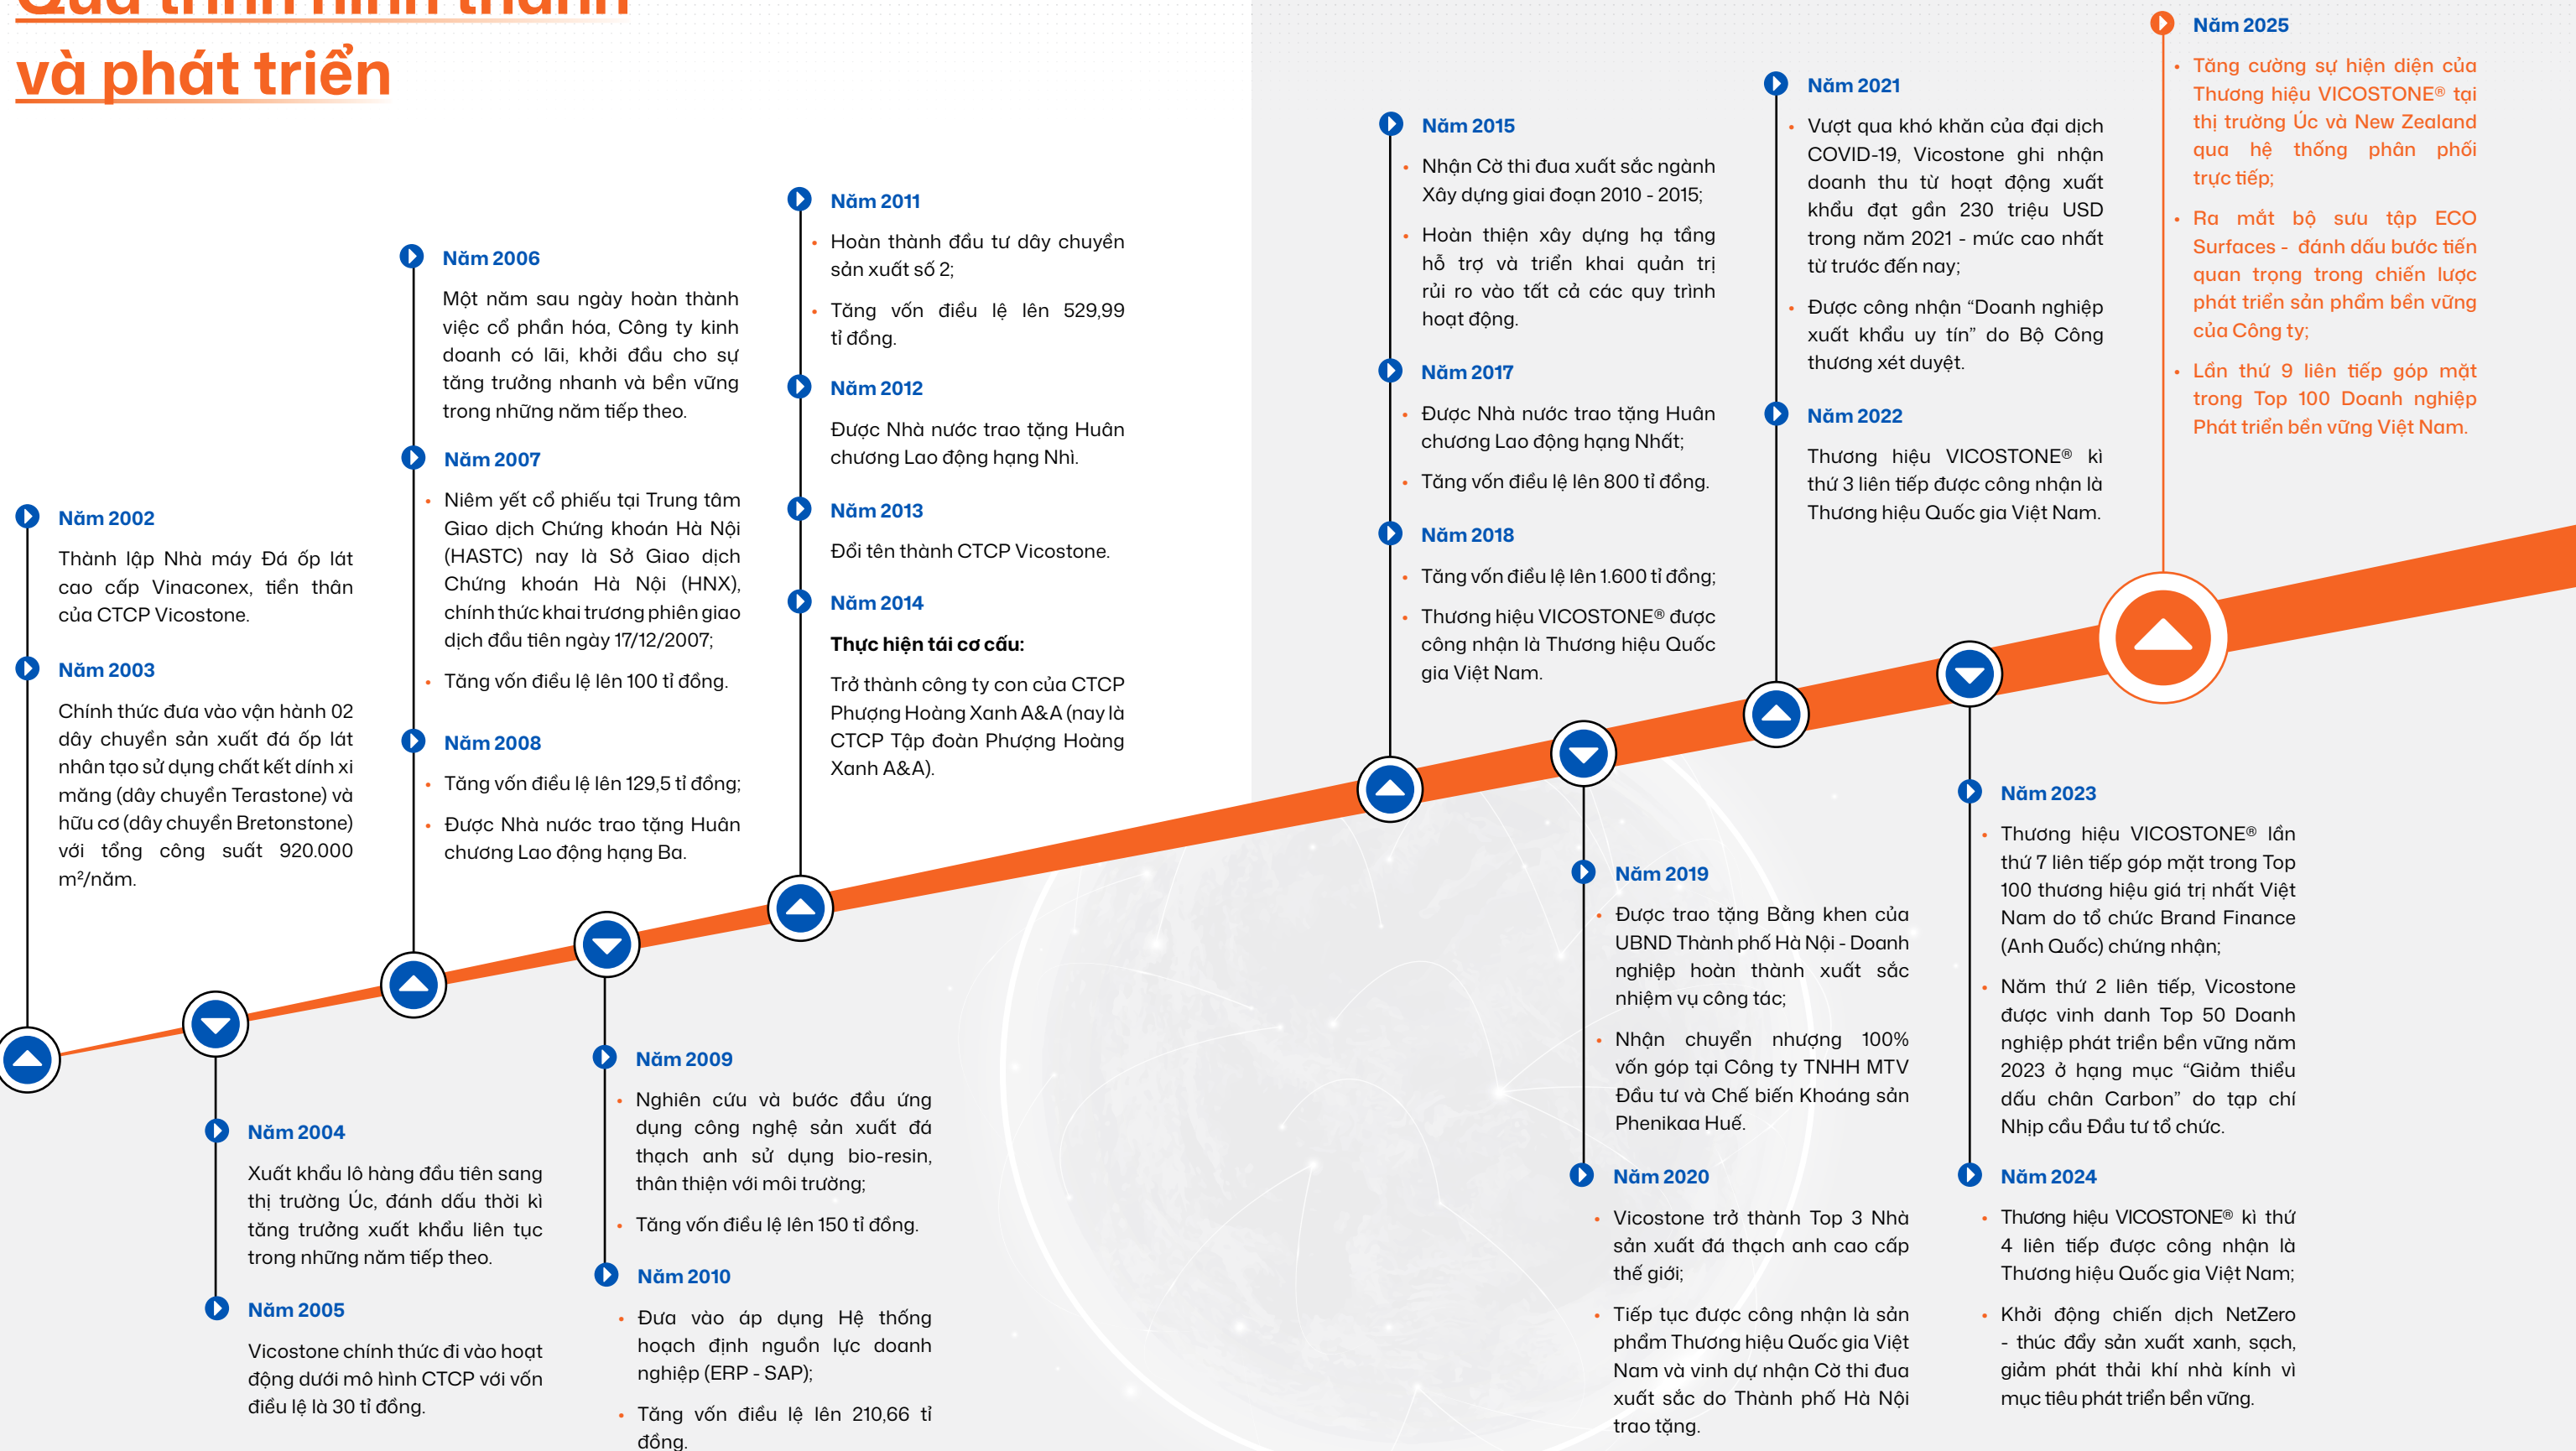 Quá trình hình thành
và phát triển
Năm 2002
Thành lập Nhà máy Đá ốp lát
cao cấp Vinaconex, tiền thân
của CTCP Vicostone.
Năm 2003
Chính thức đưa vào vận hành 02
dây chuyền sản xuất đá ốp lát
nhân tạo sử dụng chất kết dính xi
măng (dây chuyền Terastone) và
hữu cơ (dây chuyền Bretonstone)
với tổng công suất 920.000
m²/năm.
Năm 2004
Xuất khẩu lô hàng đầu tiên sang
thị trường Úc, đánh dấu thời kì
tăng trưởng xuất khẩu liên tục
trong những năm tiếp theo.
Năm 2005
Vicostone chính thức đi vào hoạt
động dưới mô hình CTCP với vốn
điều lệ là 30 tỉ đồng.
Năm 2006
Một năm sau ngày hoàn thành
việc cổ phần hóa, Công ty kinh
doanh có lãi, khởi đầu cho sự
tăng trưởng nhanh và bền vững
trong những năm tiếp theo.
Năm 2007
• Niêm yết cổ phiếu tại Trung tâm
Giao dịch Chứng khoán Hà Nội
(HASTC) nay là Sở Giao dịch
Chứng khoán Hà Nội (HNX),
chính thức khai trương phiên giao
dịch đầu tiên ngày 17/12/2007;
• Tăng vốn điều lệ lên 100 tỉ đồng.
Năm 2008
• Tăng vốn điều lệ lên 129,5 tỉ đồng;
• Được Nhà nước trao tặng Huân
chương Lao động hạng Ba.
Năm 2009
• Nghiên cứu và bước đầu ứng
dụng công nghệ sản xuất đá
thạch anh sử dụng bio-resin,
thân thiện với môi trường;
• Tăng vốn điều lệ lên 150 tỉ đồng.
Năm 2010
• Đưa vào áp dụng Hệ thống
hoạch định nguồn lực doanh
nghiệp (ERP - SAP);
• Tăng vốn điều lệ lên 210,66 tỉ
đồng.
Năm 2011
• Hoàn thành đầu tư dây chuyền
sản xuất số 2;
• Tăng vốn điều lệ lên 529,99
tỉ đồng.
Năm 2012
Được Nhà nước trao tặng Huân
chương Lao động hạng Nhì.
Năm 2013
Đổi tên thành CTCP Vicostone.
Năm 2014
Thực hiện tái cơ cấu:
Trở thành công ty con của CTCP
Phượng Hoàng Xanh A&A (nay là
CTCP Tập đoàn Phượng Hoàng
Xanh A&A).
Năm 2015
• Nhận Cờ thi đua xuất sắc ngành
Xây dựng giai đoạn 2010 - 2015;
• Hoàn thiện xây dựng hạ tầng
hỗ trợ và triển khai quản trị
rủi ro vào tất cả các quy trình
hoạt động.
Năm 2017
• Được Nhà nước trao tặng Huân
chương Lao động hạng Nhất;
• Tăng vốn điều lệ lên 800 tỉ đồng.
Năm 2018
• Tăng vốn điều lệ lên 1.600 tỉ đồng;
• Thương hiệu VICOSTONE® được
công nhận là Thương hiệu Quốc
gia Việt Nam.
Năm 2019
• Được trao tặng Bằng khen của
UBND Thành phố Hà Nội - Doanh
nghiệp hoàn thành xuất sắc
nhiệm vụ công tác;
• Nhận chuyển nhượng 100%
vốn góp tại Công ty TNHH MTV
Đầu tư và Chế biến Khoáng sản
Phenikaa Huế.
Năm 2020
• Vicostone trở thành Top 3 Nhà
sản xuất đá thạch anh cao cấp
thế giới;
• Tiếp tục được công nhận là sản
phẩm Thương hiệu Quốc gia Việt
Nam và vinh dự nhận Cờ thi đua
xuất sắc do Thành phố Hà Nội
trao tặng.
Năm 2021
• Vượt qua khó khăn của đại dịch
COVID-19, Vicostone ghi nhận
doanh thu từ hoạt động xuất
khẩu đạt gần 230 triệu USD
trong năm 2021 - mức cao nhất
từ trước đến nay;
• Được công nhận “Doanh nghiệp
xuất khẩu uy tín” do Bộ Công
thương xét duyệt.
Năm 2022
Thương hiệu VICOSTONE® kì
thứ 3 liên tiếp được công nhận là
Thương hiệu Quốc gia Việt Nam.
Năm 2023
• Thương hiệu VICOSTONE® lần
thứ 7 liên tiếp góp mặt trong Top
100 thương hiệu giá trị nhất Việt
Nam do tổ chức Brand Finance
(Anh Quốc) chứng nhận;
• Năm thứ 2 liên tiếp, Vicostone
được vinh danh Top 50 Doanh
nghiệp phát triền bền vững năm
2023 ở hạng mục “Giảm thiểu
dấu chân Carbon” do tạp chí
Nhịp cầu Đầu tư tổ chức.
Năm 2024
• Thương hiệu VICOSTONE® kì thứ
4 liên tiếp được công nhận là
Thương hiệu Quốc gia Việt Nam;
• Khởi động chiến dịch NetZero
- thúc đẩy sản xuất xanh, sạch,
giảm phát thải khí nhà kính vì
mục tiêu phát triển bền vững.
Năm 2025
• Tăng cường sự hiện diện của
Thương hiệu VICOSTONE® tại
thị trường Úc và New Zealand
qua hệ thống phân phối
trực tiếp;
• Ra mắt bộ sưu tập ECO
Surfaces - đánh dấu bước tiến
quan trọng trong chiến lược
phát triển sản phẩm bền vững
của Công ty;
• Lần thứ 9 liên tiếp góp mặt
trong Top 100 Doanh nghiệp
Phát triển bền vững Việt Nam.